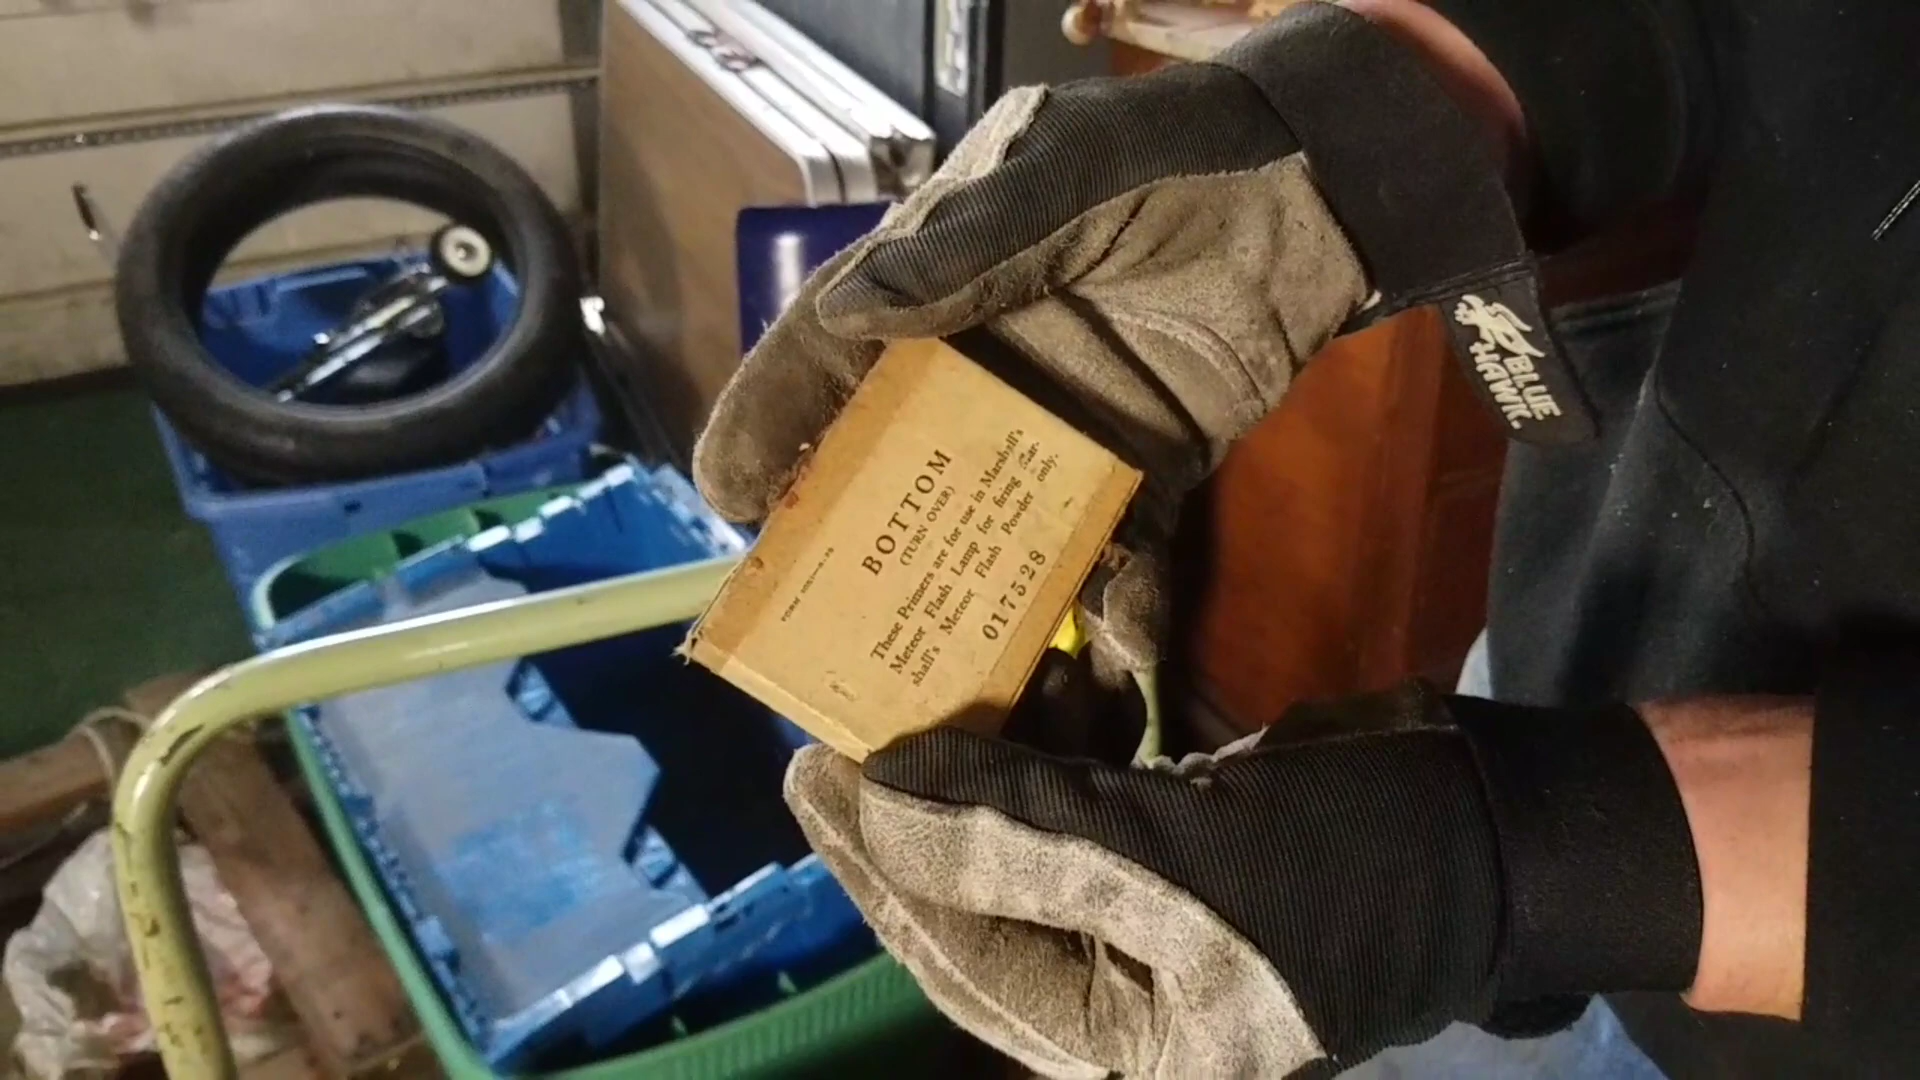 BOTTOM
(TURN OVER)
These Primers are for use in Marshall's
Meteor Flash Lamp for firing Mar-
shall's Meteor Flash Powder only.
017528
BLUE
HAWK